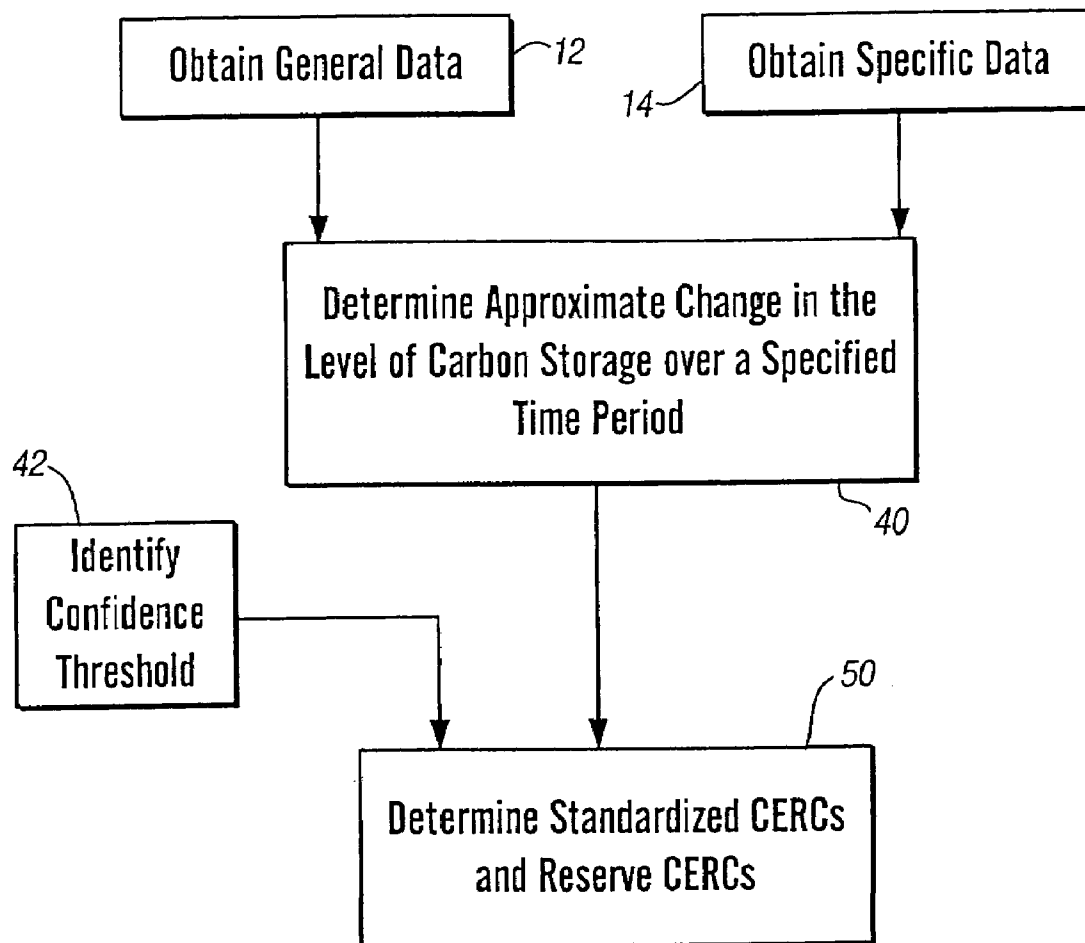 Obtain General Data
12
Obtain Specific Data
14
Determine Approximate Change in the
Level of Carbon Storage over a Specified
Time Period
40
42
Identify
Confidence
Threshold
50
Determine Standardized CERCs
and Reserve CERCs